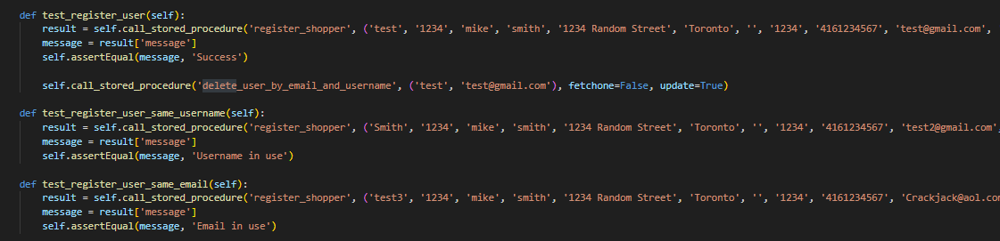 def test_register_user(self):
result = self.call_stored_procedure('register_shopper', ('test', '1234', 'mike', 'smith', '1234 Random Street', 'Toronto', '', '1234', '4161234567', 'test@gmail.com',
message = result['message']
self.assertEqual(message, 'Success')
self.call_stored_procedure('delete_user_by_email_and_username', ('test', 'test@gmail.com'), fetchone=False, update=True)
def test_register_user_same_username(self):
result = self.call_stored_procedure('register_shopper', ('Smith', '1234', 'mike', 'smith', '1234 Random Street', 'Toronto', '', '1234', '4161234567', 'test2@gmail.com',
message = result['message']
self.assertEqual(message, 'Username in use')
def test_register_user_same_email(self):
result = self.call_stored_procedure('register_shopper', ('test3', '1234', 'mike', 'smith', '1234 Random Street', 'Toronto', '', '1234', '4161234567', 'Crackjack@aol.co
message = result['message']
self.assertEqual(message, 'Email in use')